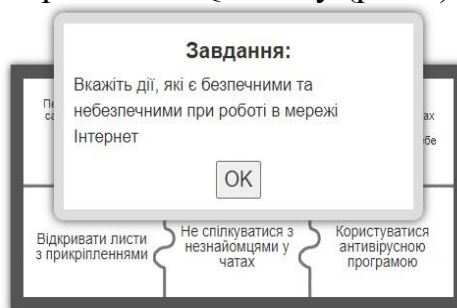 Завдання:
Вкажіть дії, які є безпечними та
небезпечними при роботі в мережі
Інтернет
OK
Відкривати листи
з прикріпленнями
Не спілкуватися з
незнайомцями у
чатах
Користуватися
антивірусною
програмою